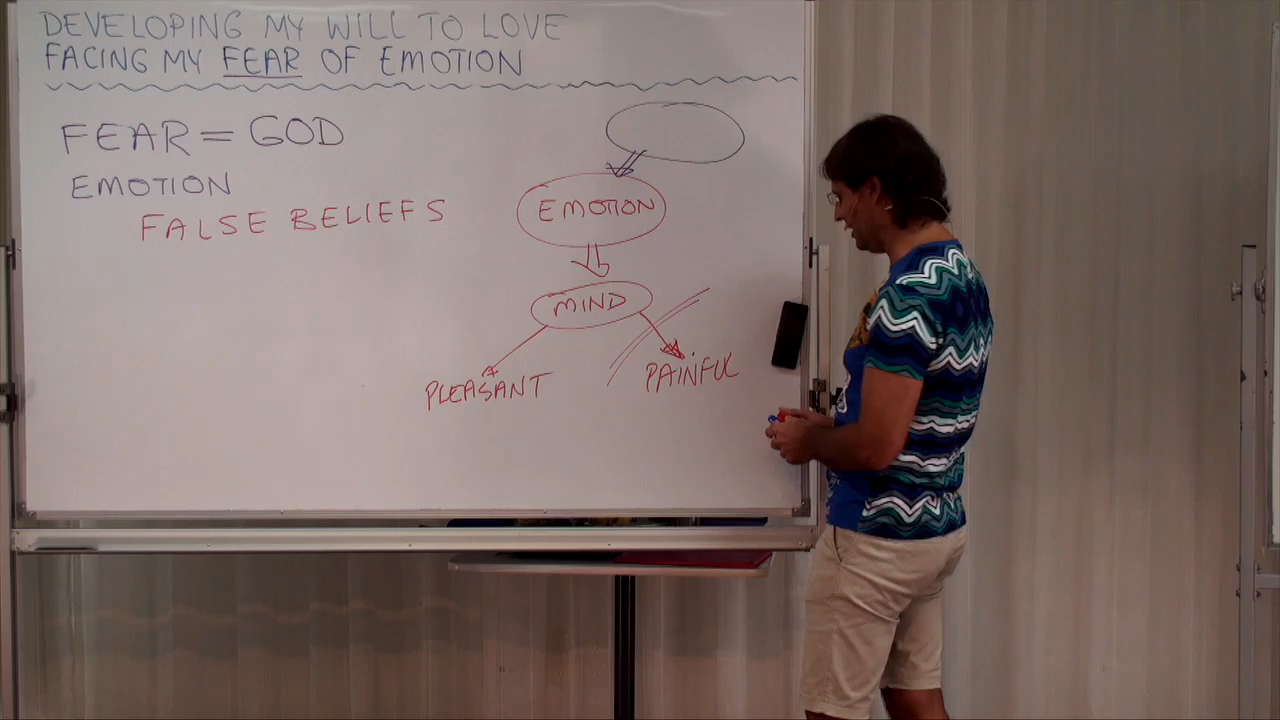 DEVELOPING MY WILL TO LOVE
FACING MY FEAR OF EMOTION
FEAR = GOD
EMOTION
FALSE BELIEFS
EMOTION
MIND
PLEASANT
PAINFUL